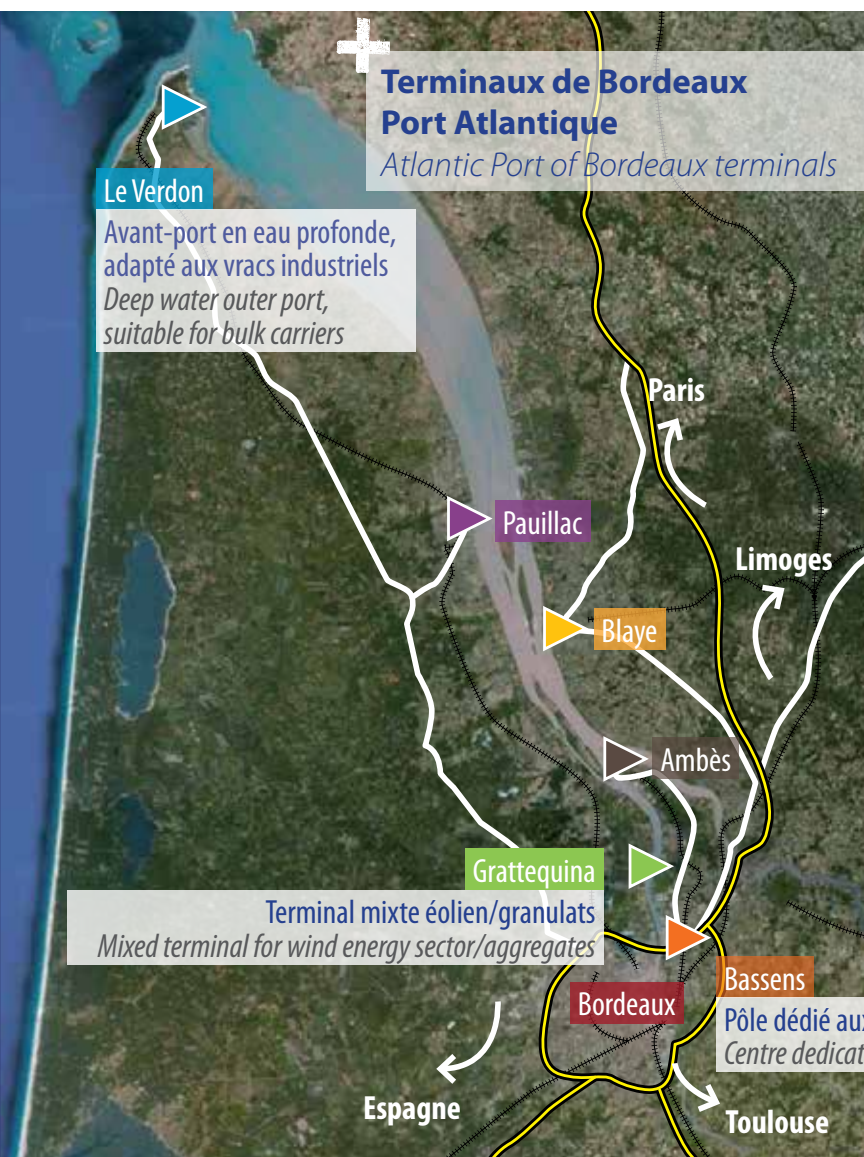 Terminaux de Bordeaux
Port Atlantique
Atlantic Port of Bordeaux terminals
Le Verdon
Avant-port en eau profonde,
adapté aux vracs industriels
Deep water outer port,
suitable for bulk carriers
Paris
Pauillac
Limoges
Blaye
Ambès
Grattequina
Terminal mixte éolien/granulats
Mixed terminal for wind energy sector/aggregates
Bassens
Pôle dédié aux
Centre dedicat
Bordeaux
Espagne
Toulouse